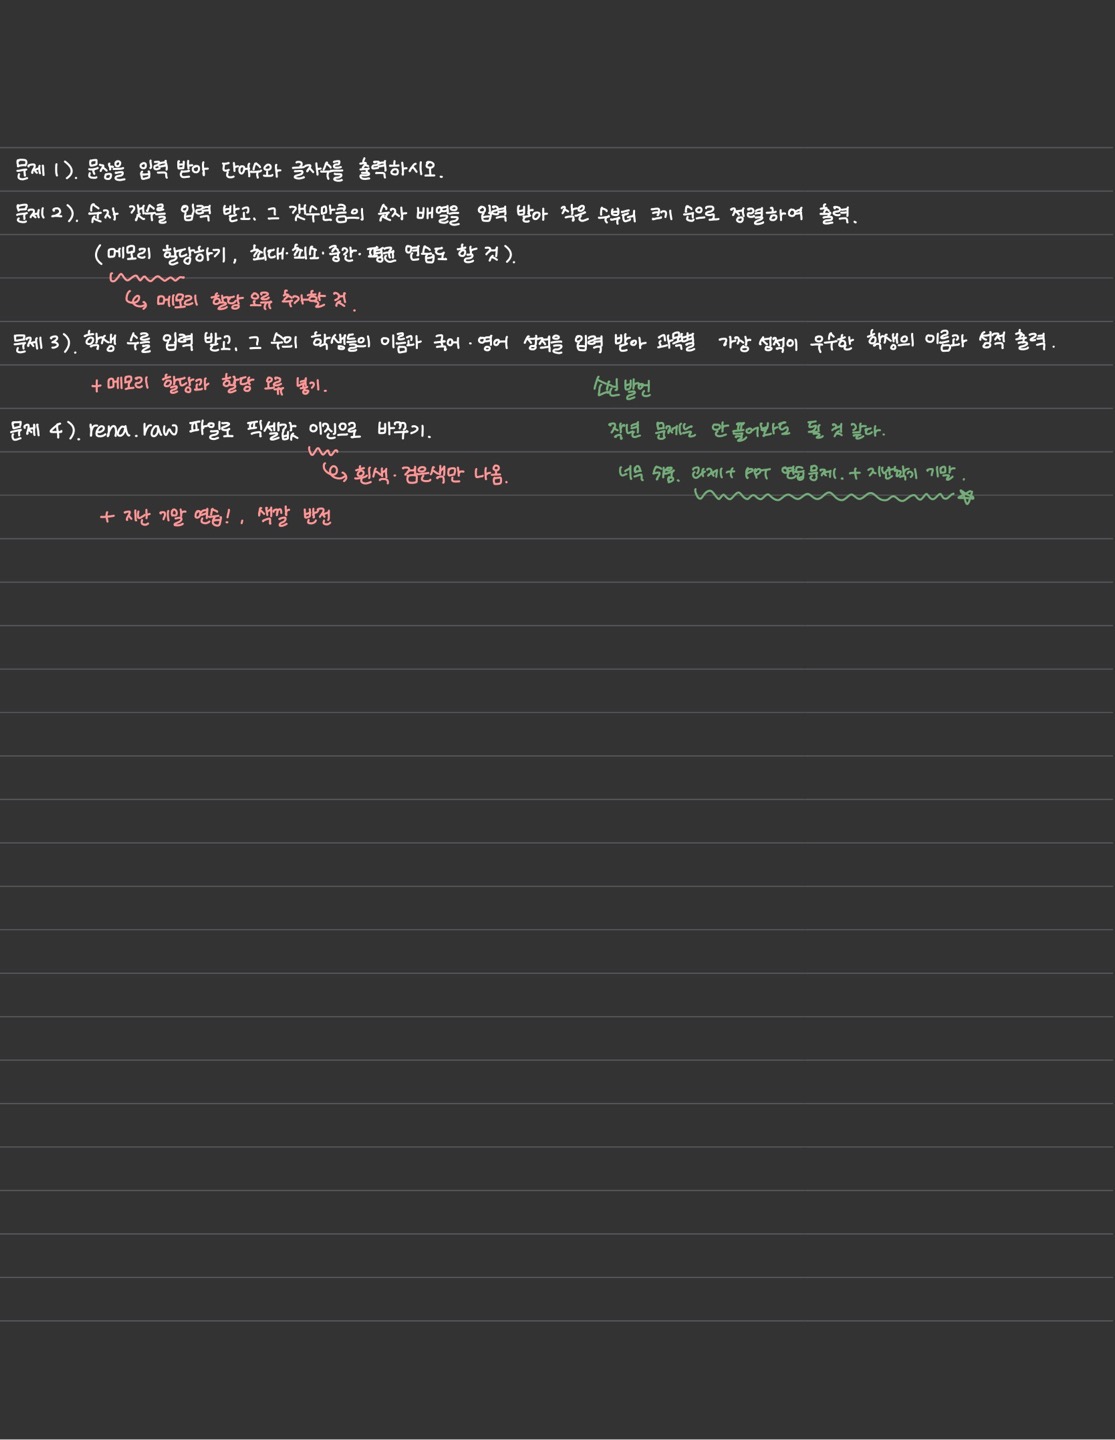 문제 1). 문장을 입력 받아 단어수와 글자수를 출력하시오.
문제 2). 숫자 갯수를 입력 받고, 그 갯수만큼의 숫자 배열을 입력 받아 작은 수부터 크기 순으로 정렬하여 출력.
(메모리 할당하기, 최대·최소·중간·평균 연습도 할 것).
↳ 메모리 할당 오류 추가할 것.
문제 3). 학생 수를 입력 받고, 그 수의 학생들의 이름과 국어·영어 성적을 입력 받아 과목별 가장 성적이 우수한 학생의 이름과 성적 출력.
+ 메모리 할당과 할당 오류 넣기.
소신 발언
문제 4). rena.raw 파일로 픽셀값 이진으로 바꾸기.
작년 문제는 안 풀어봐도 될 것 같다.
↳ 흰색·검은색만 나옴.
너무 쉬움. 과제 + PPT 연습문제. + 지난학기 기말.
+ 지난 기말 연습!, 색깔 반전